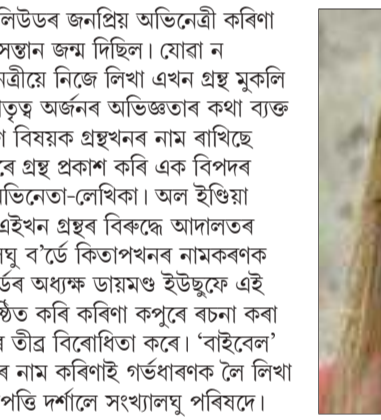 লিউডৰ জনপ্ৰিয় অভিনেত্ৰী কৰিণা
সন্তান জন্ম দিছিল। যোৱা ন
নেত্ৰীয়ে নিজে লিখা এখন গ্ৰন্থ মুকলি
তৃত্ব অৰ্জনৰ অভিজ্ঞতাৰ কথা ব্যক্ত
বিষয়ক গ্ৰন্থখনৰ নাম ৰাখিছে
ৰে গ্ৰন্থ প্ৰকাশ কৰি এক বিপদৰ
ভিনেতা-লেখিকা। অল ইণ্ডিয়া
এইখন গ্ৰন্থৰ বিৰুদ্ধে আদালতৰ
লঘু ব’ৰ্ডে কিতাপখনৰ নামকৰণক
ৰ্ডৰ অধ্যক্ষ ডায়মণ্ড ইউছুফে এই
ষ্ঠিত কৰি কৰিণা কপুৰে ৰচনা কৰা
ৰ তীব্ৰ বিৰোধিতা কৰে। ‘বাইবেল’
ৰ নাম কৰিণাই গৰ্ভধাৰণক লৈ লিখা
পত্তি দৰ্শালে সংখ্যালঘু পৰিষদে।